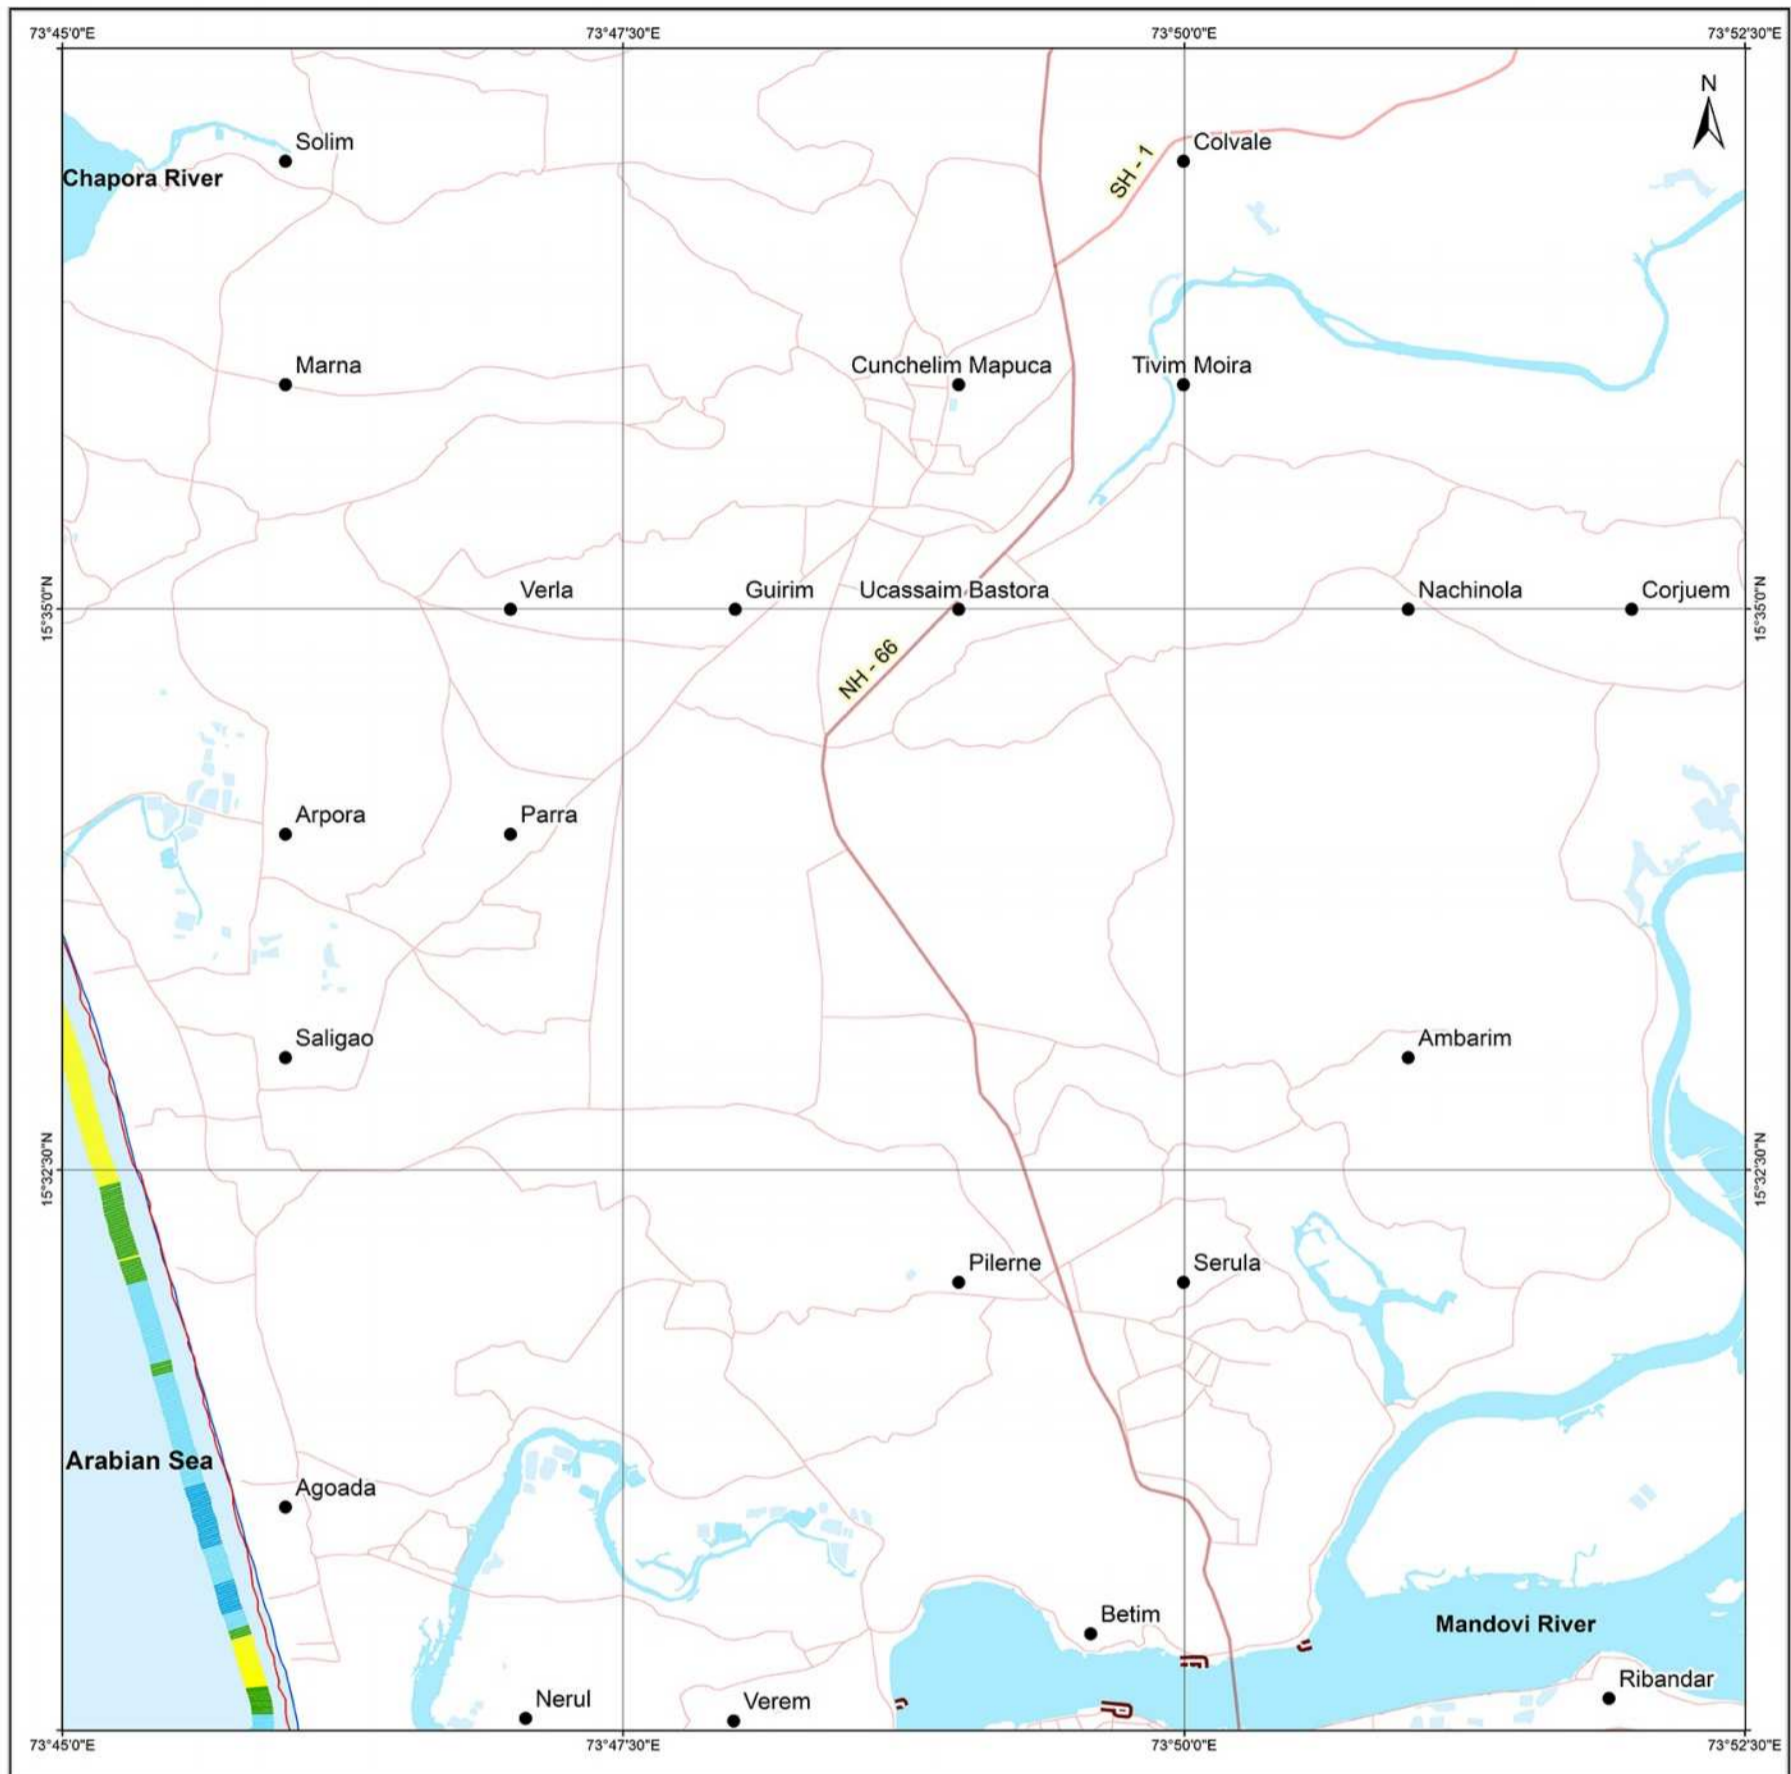 73°45'0"E
73°47'30"E
73°50'0"E
73°52'30"E
N
Solim
Colvale
SH - 1
Chapora River
Marna
Cunchelim Mapuca
Tivim Moira
15°35'0"N
15°35'0"N
Verla
Guirim
Ucassaim Bastora
Nachinola
Corjuem
NH - 66
Arpora
Parra
Saligao
Ambarim
15°32'30"N
15°32'30"N
Pilerne
Serula
Arabian Sea
Agoada
Betim
Mandovi River
Ribandar
Nerul
Verem
73°45'0"E
73°47'30"E
73°50'0"E
73°52'30"E